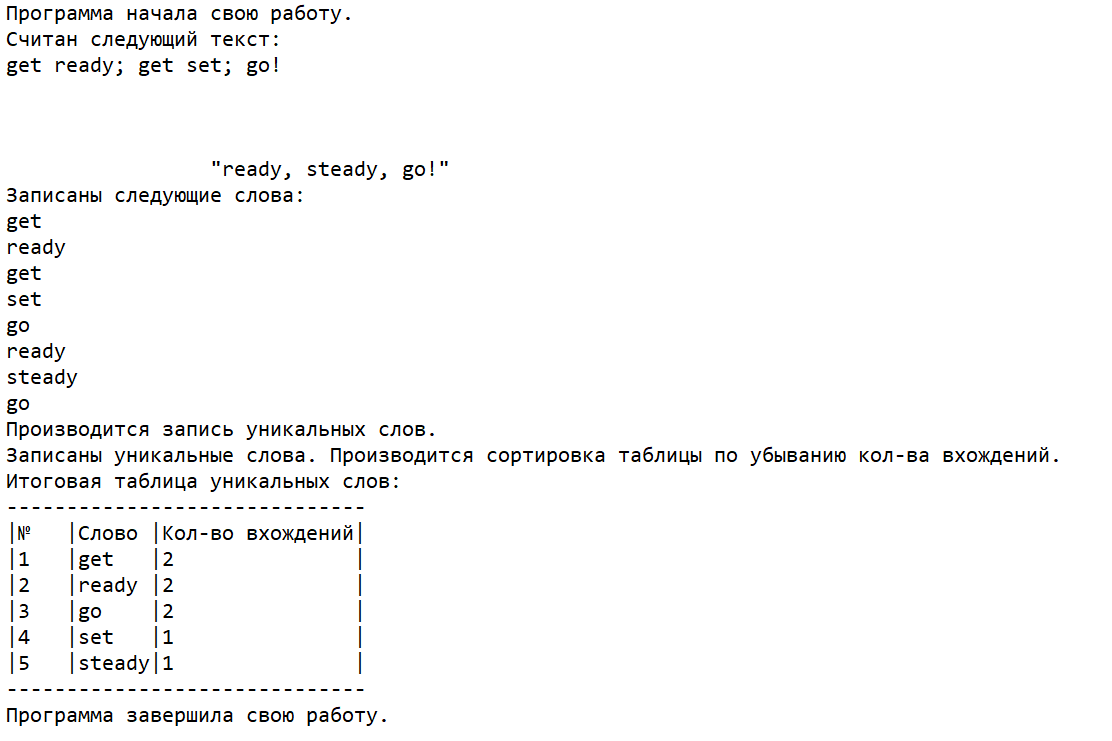 Программа начала свою работу.
Считан следующий текст:
get ready; get set; go!
"ready, steady, go!"
Записаны следующие слова:
get
ready
get
set
go
ready
steady
go
Производится запись уникальных слов.
Записаны уникальные слова. Производится сортировка таблицы по убыванию кол-ва вхождений.
Итоговая таблица уникальных слов:
------------------------------
|№   |Слово |Кол-во вхождений|
|1   |get   |2               |
|2   |ready |2               |
|3   |go    |2               |
|4   |set   |1               |
|5   |steady|1               |
------------------------------
Программа завершила свою работу.